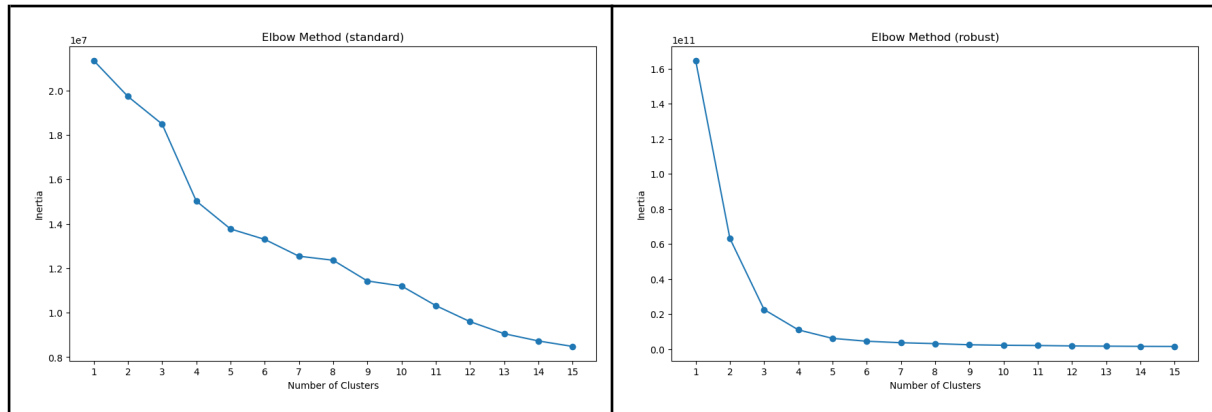 Elbow Method (standard)
1e7
2.0
1.8
1.6
1.4
1.2
1.0
0.8
Inertia
1 2 3 4 5 6 7 8 9 10 11 12 13 14 15
Number of Clusters
Elbow Method (robust)
1e11
1.6
1.4
1.2
1.0
0.8
0.6
0.4
0.2
0.0
Inertia
1 2 3 4 5 6 7 8 9 10 11 12 13 14 15
Number of Clusters